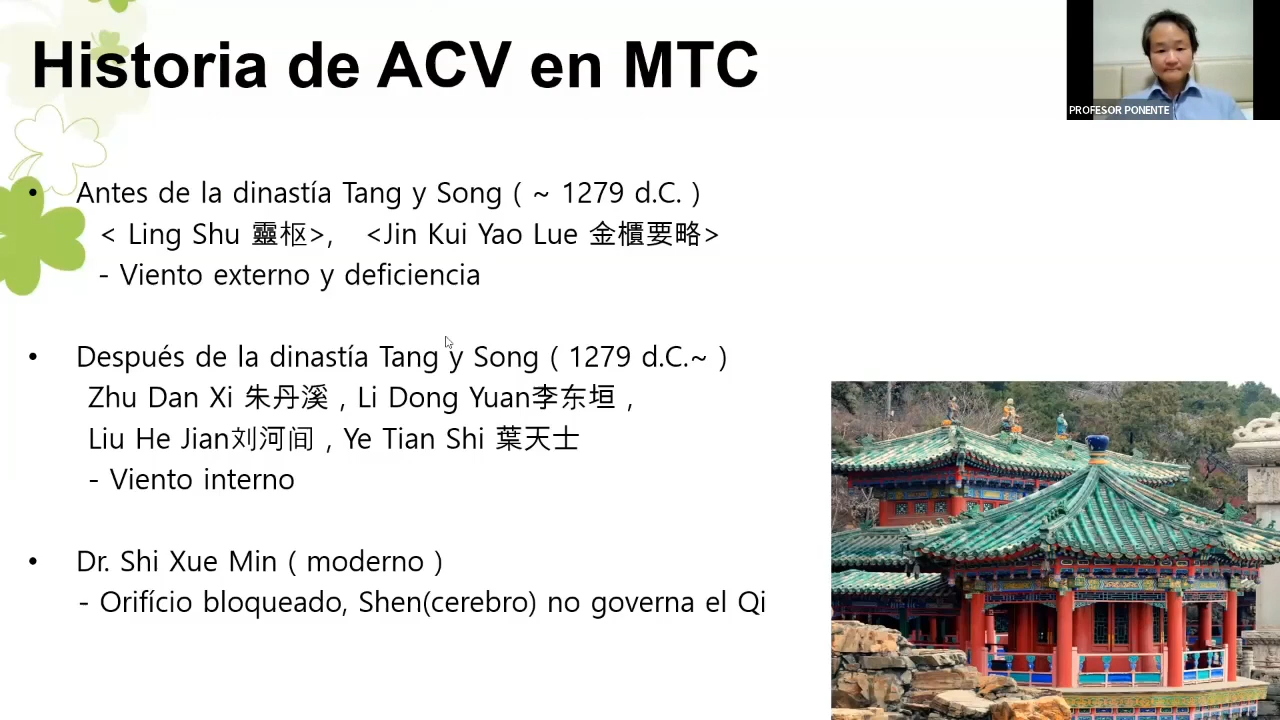 Historia de ACV en MTC
PROFESOR PONENTE
• Antes de la dinastía Tang y Song ( ~ 1279 d.C. )
< Ling Shu 靈枢>, <Jin Kui Yao Lue 金櫃要略>
- Viento externo y deficiencia
• Después de la dinastía Tang y Song ( 1279 d.C.~ )
Zhu Dan Xi 朱丹溪 , Li Dong Yuan李东垣 ,
Liu He Jian刘河间 , Ye Tian Shi 葉天士
- Viento interno
• Dr. Shi Xue Min ( moderno )
- Orifício bloqueado, Shen(cerebro) no governa el Qi